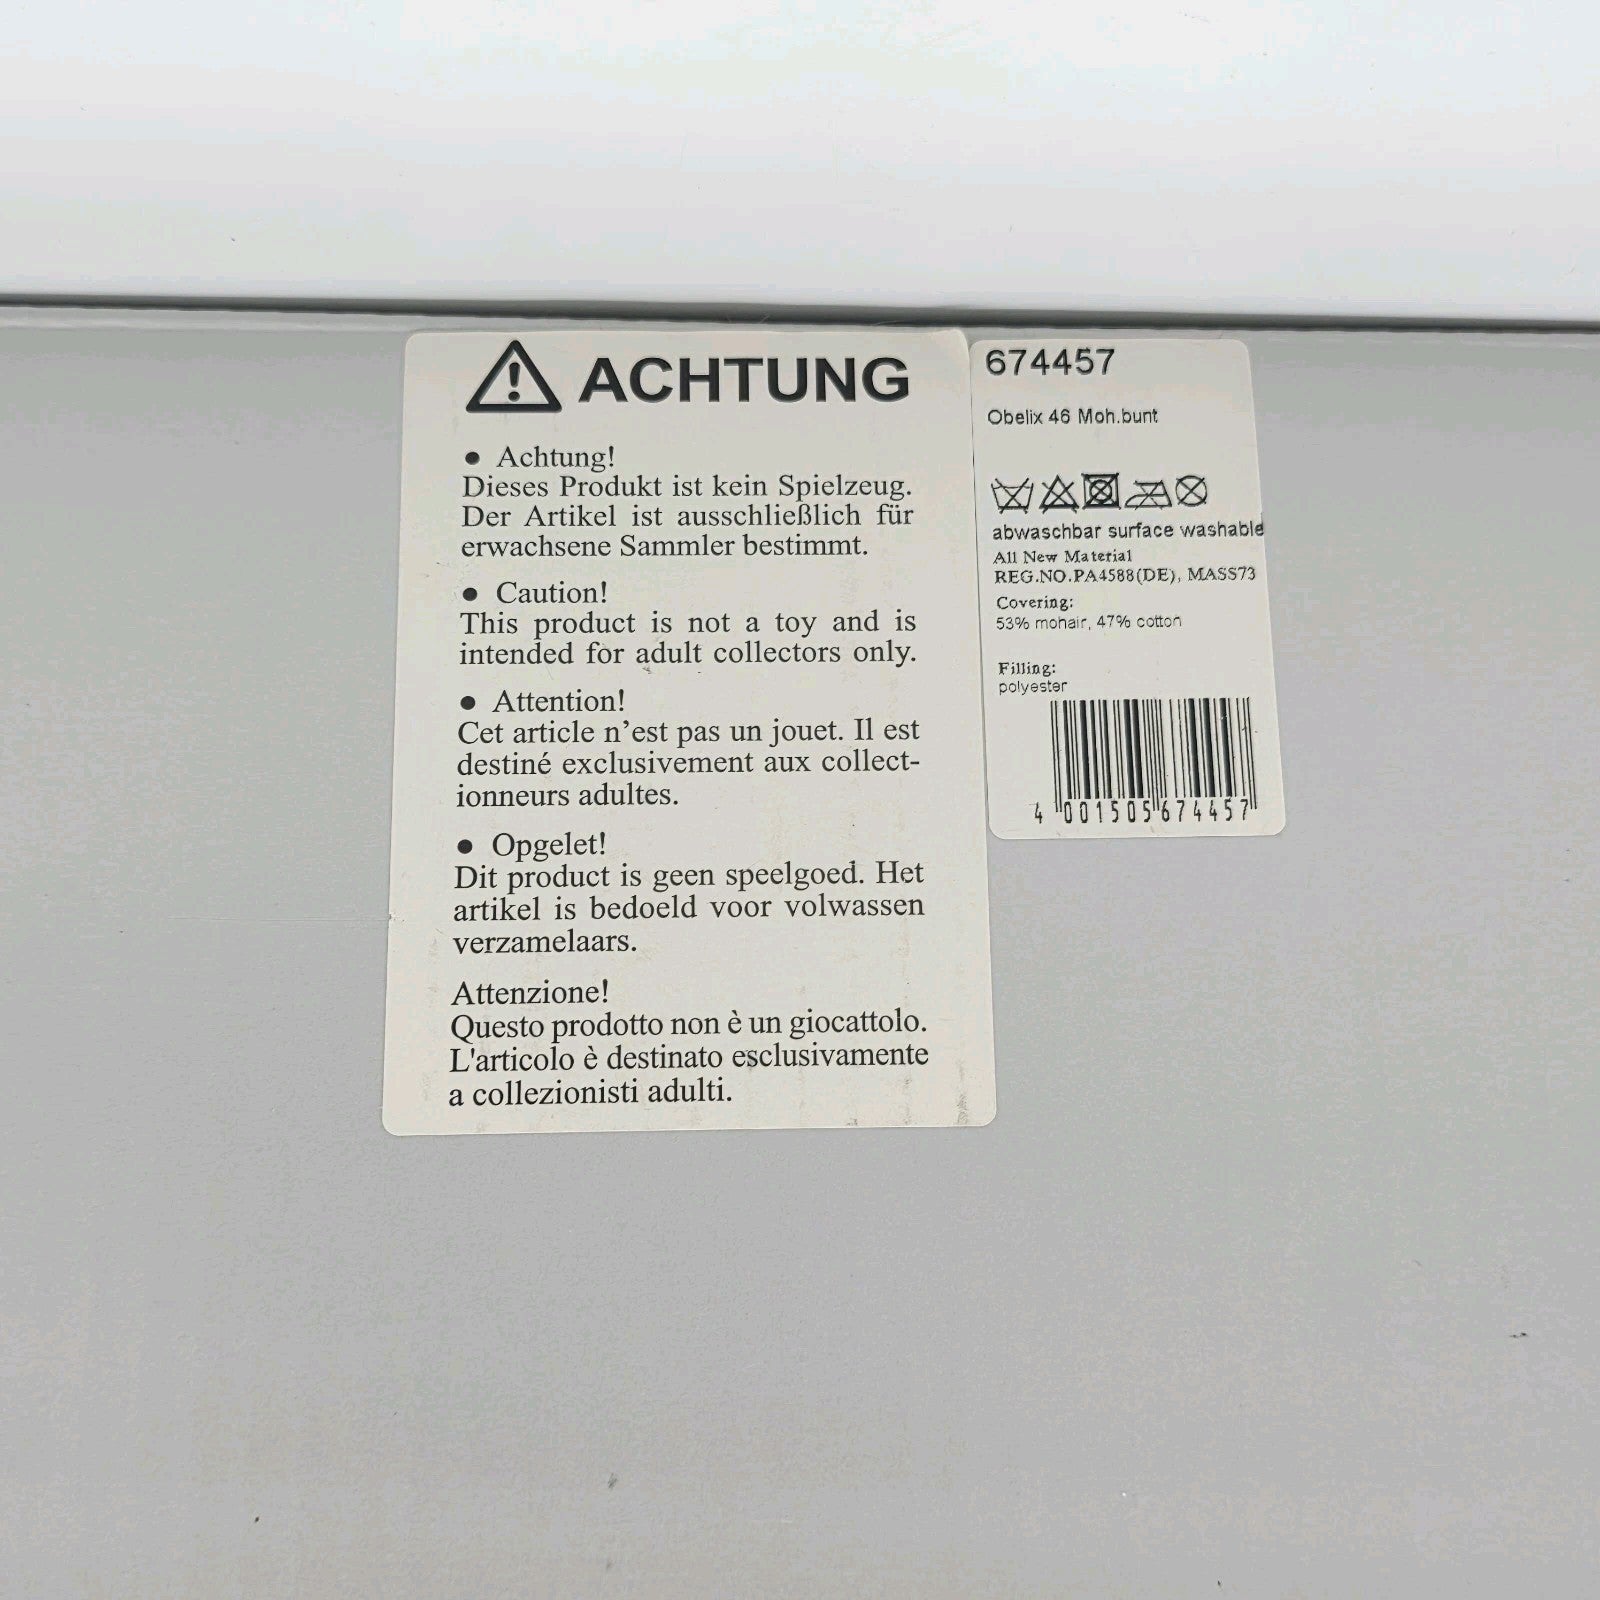 ACHTUNG
● Achtung!
Dieses Produkt ist kein Spielzeug.
Der Artikel ist ausschließlich für
erwachsene Sammler bestimmt.
● Caution!
This product is not a toy and is
intended for adult collectors only.
● Attention!
Cet article n’est pas un jouet. Il est
destiné exclusivement aux collect-
ionneurs adultes.
● Opgelet!
Dit product is geen speelgoed. Het
artikel is bedoeld voor volwassen
verzamelaars.
Attenzione!
Questo prodotto non è un giocattolo.
L'articolo è destinato esclusivamente
a collezionisti adulti.
674457
Obelix 46 Moh.bunt
abwaschbar surface washable
All New Material
REG.NO.PA4588(DE), MASS73
Covering:
53% mohair, 47% cotton
Filling:
polyester
4 001505 674457